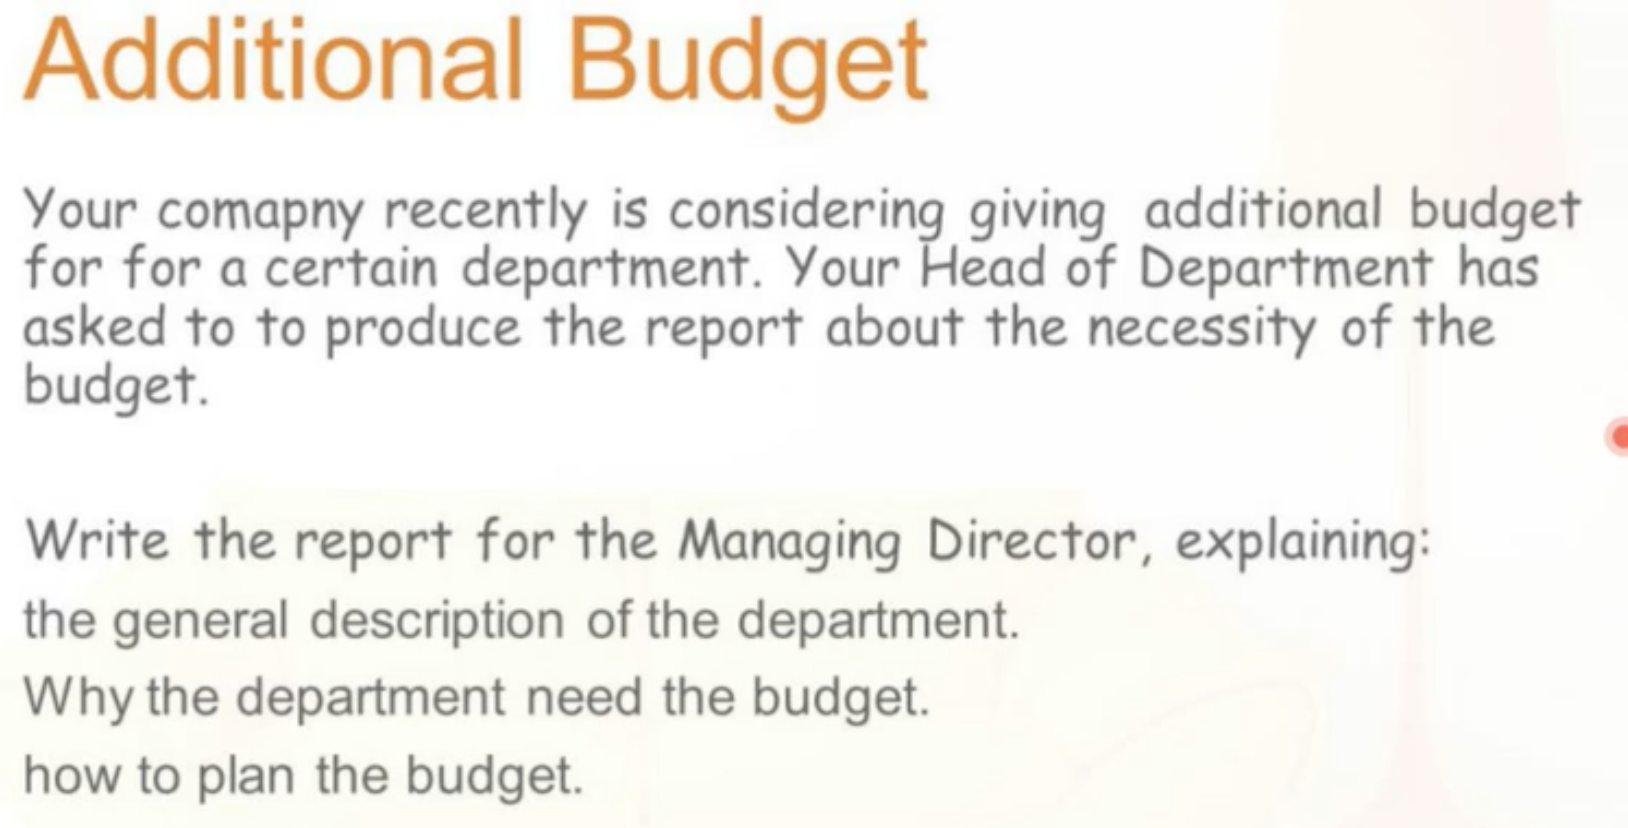 Additional Budget
Your comapny recently is considering giving additional budget
for for a certain department. Your Head of Department has
asked to to produce the report about the necessity of the
budget.
Write the report for the Managing Director, explaining:
the general description of the department.
Why the department need the budget.
how to plan the budget.